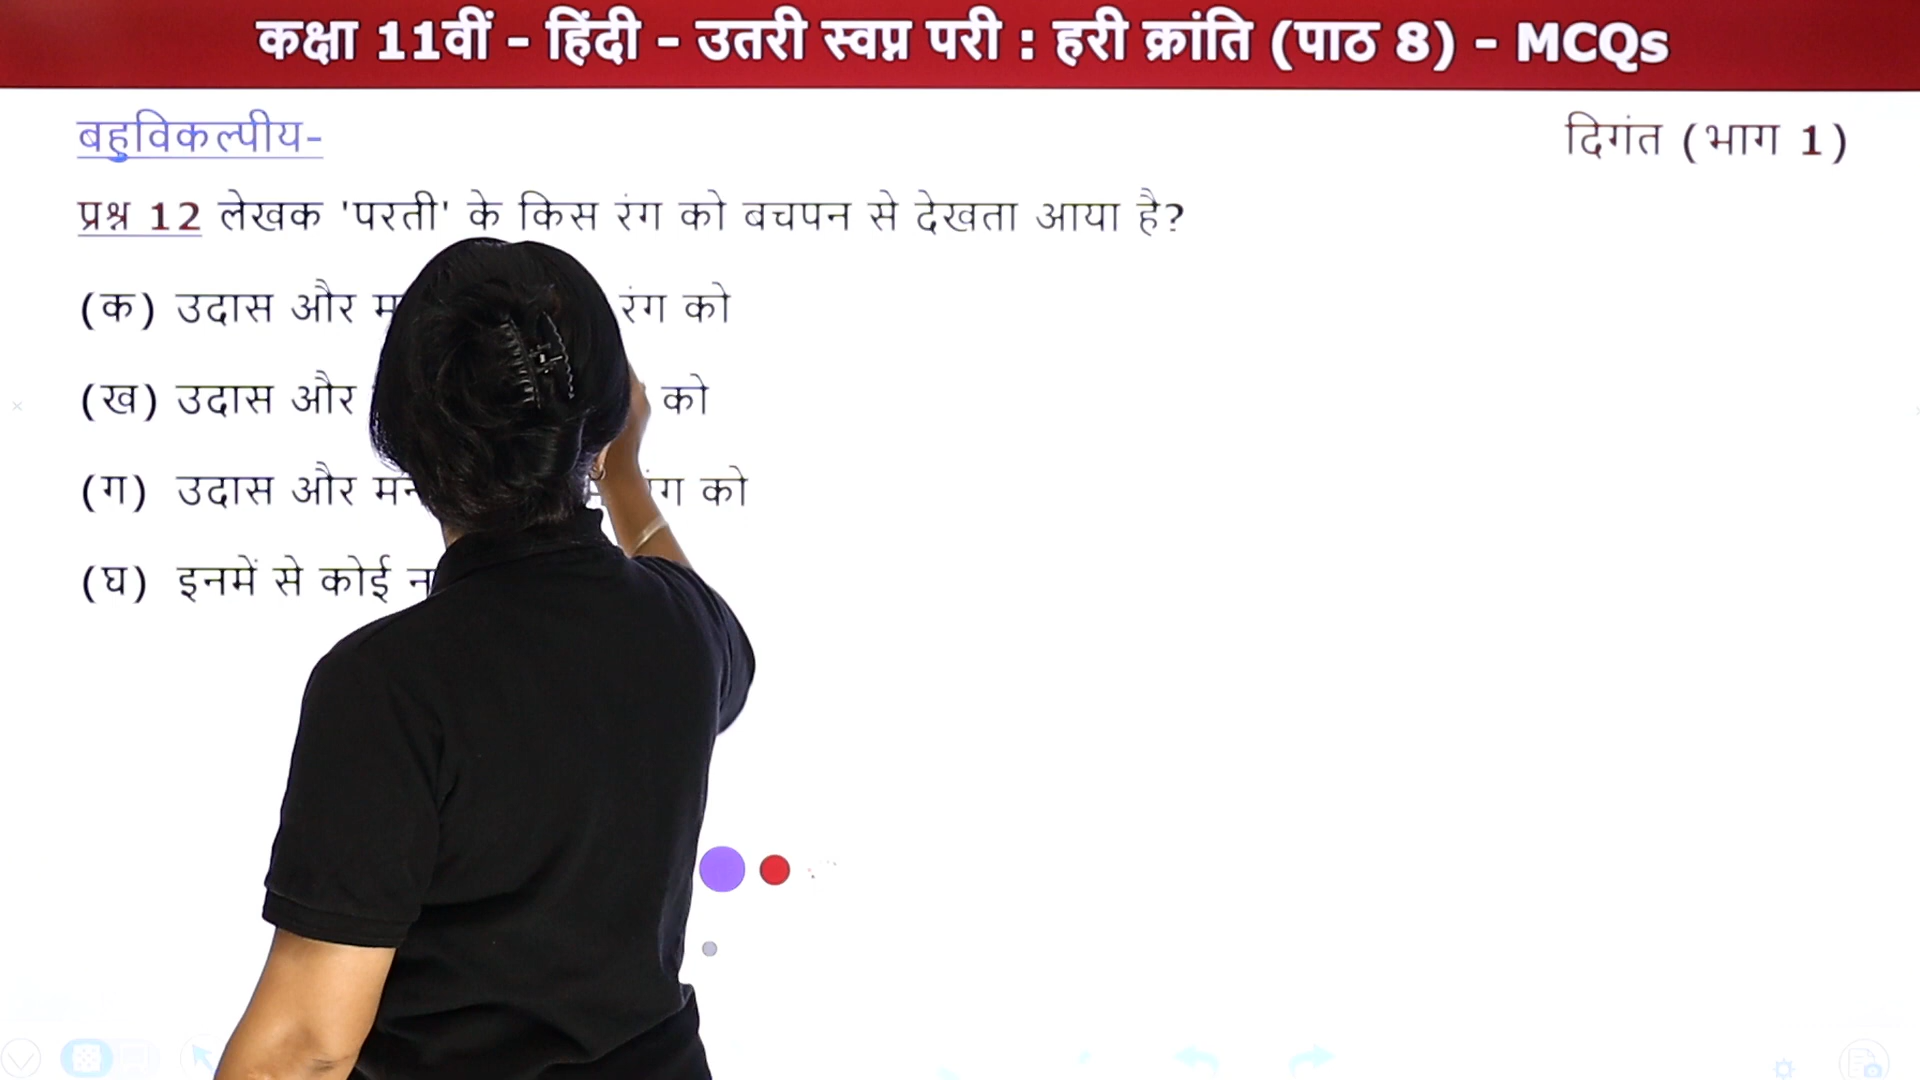 कक्षा 11वीं - हिंदी - उतरी स्वप्न परी : हरी क्रांति (पाठ 8) - MCQs
बहुविकल्पीय-
दिगंत (भाग 1)
प्रश्न 12 लेखक 'परती' के किस रंग को बचपन से देखता आया है?
(क) उदास और रंग को
(ख) उदास और को
(ग) उदास और को
(घ) इनमें से कोई